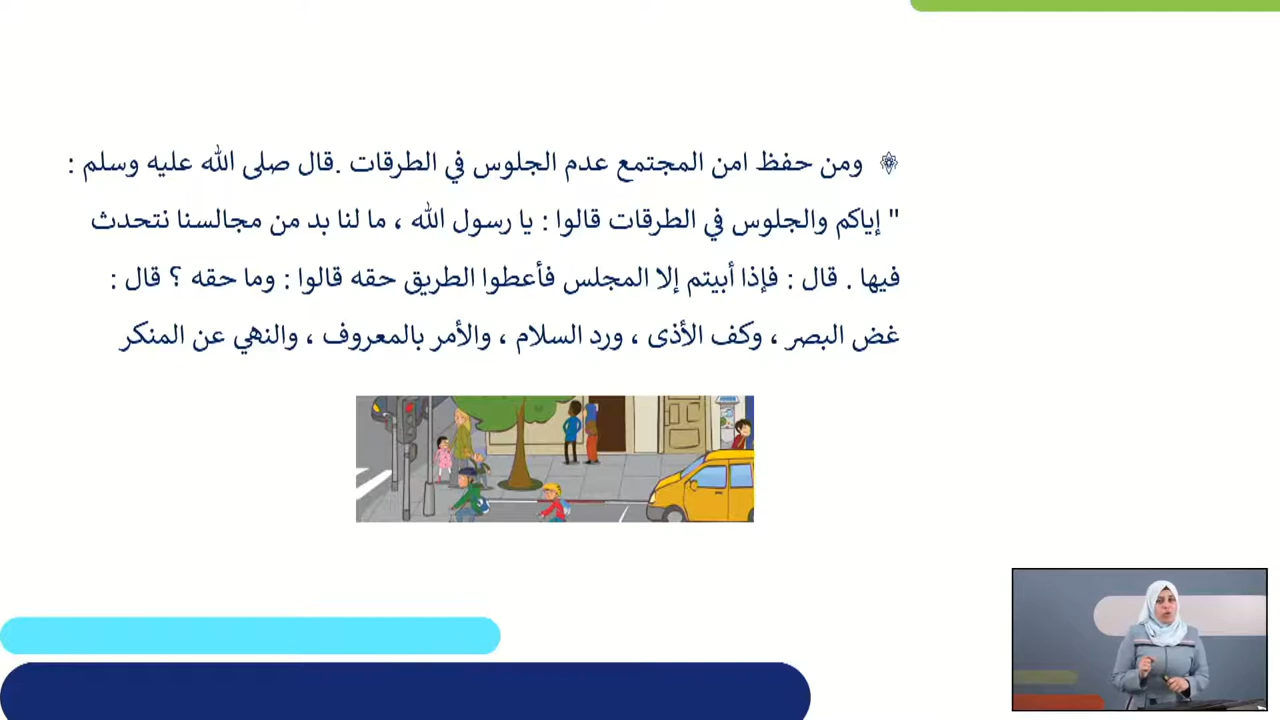 ومن حفظ امن المجتمع عدم الجلوس في الطرقات .قال صلى الله عليه وسلم :
" إياكم والجلوس في الطرقات قالوا : يا رسول الله ، ما لنا بد من مجالسنا نتحدث
فيها . قال : فإذا أبيتم إلا المجلس فأعطوا الطريق حقه قالوا : وما حقه ؟ قال :
غض البصر ، وكف الأذى ، ورد السلام ، والأمر بالمعروف ، والنهي عن المنكر